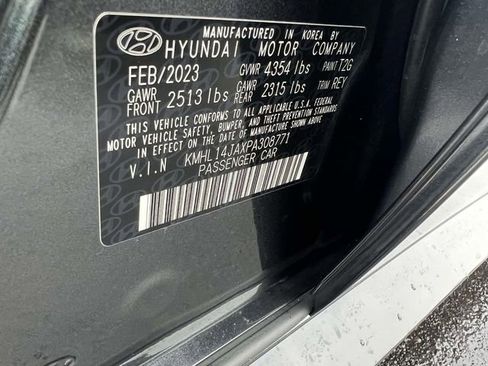 MANUFACTURED IN KOREA BY
HYUNDAI MOTOR COMPANY
FEB/2023 GVWR 4354 lbs PAINT T2G
GAWR FRONT 2513 lbs GAWR REAR 2315 lbs TRIM REY
THIS VEHICLE CONFORMS TO ALL APPLICABLE U.S.A. FEDERAL
MOTOR VEHICLE SAFETY, BUMPER, AND THEFT PREVENTION STANDARDS
IN EFFECT ON THE DATE OF MANUFACTURE SHOWN ABOVE.
V.I.N KMHL14JAXPA308771
PASSENGER CAR